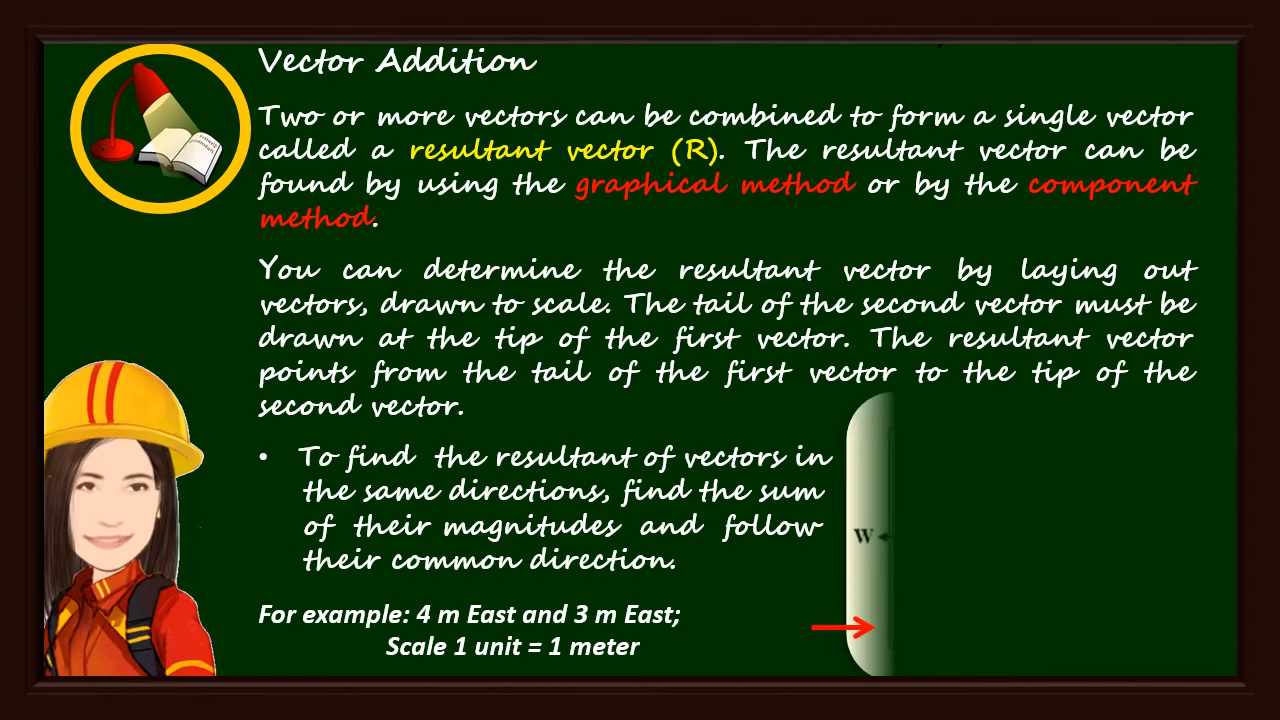 Vector Addition
Two or more vectors can be combined to form a single vector
called a resultant vector (R). The resultant vector can be
found by using the graphical method or by the component
method.
You can determine the resultant vector by laying out
vectors, drawn to scale. The tail of the second vector must be
drawn at the tip of the first vector. The resultant vector
points from the tail of the first vector to the tip of the
second vector.
• To find the resultant of vectors in
the same directions, find the sum
of their magnitudes and follow
their common direction.
W
For example: 4 m East and 3 m East;
Scale 1 unit = 1 meter